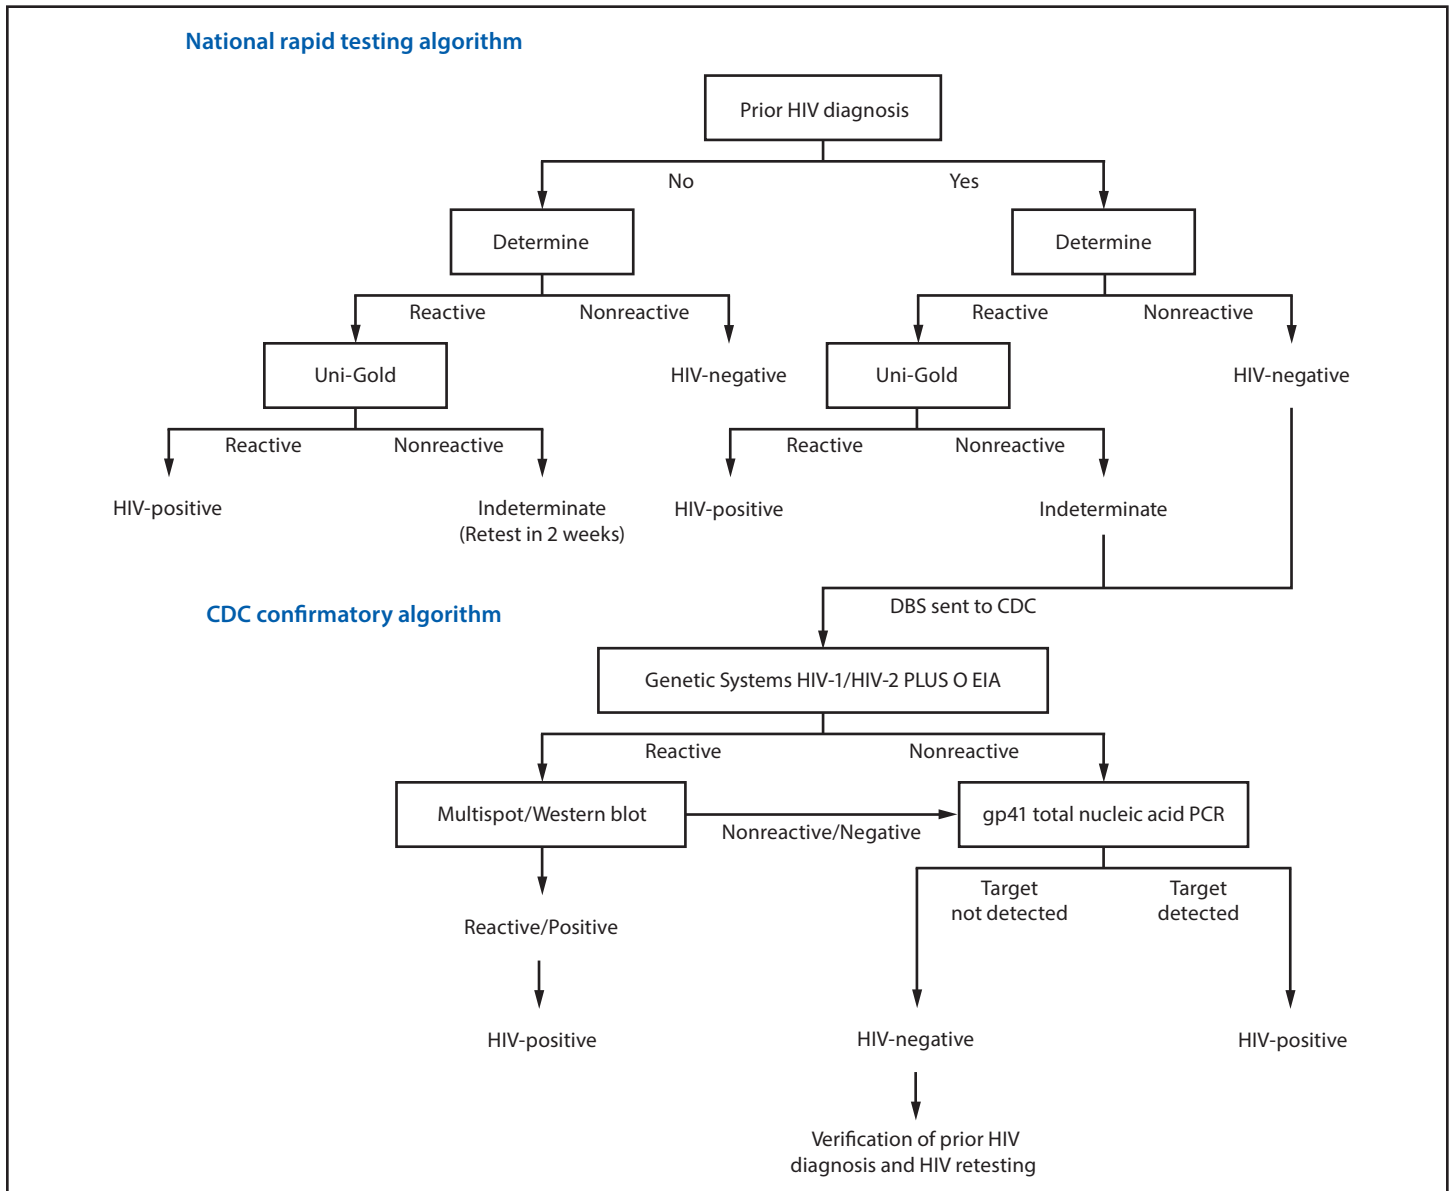 National rapid testing algorithm
Prior HIV diagnosis
No
Yes
Determine
Determine
Reactive
Nonreactive
Reactive
Nonreactive
Uni-Gold
HIV-negative
Uni-Gold
HIV-negative
Reactive
Nonreactive
Reactive
Nonreactive
HIV-positive
Indeterminate
(Retest in 2 weeks)
HIV-positive
Indeterminate
DBS sent to CDC
CDC confirmatory algorithm
Genetic Systems HIV-1/HIV-2 PLUS O EIA
Reactive
Nonreactive
Multispot/Western blot
Nonreactive/Negative
gp41 total nucleic acid PCR
Target
not detected
Target
detected
Reactive/Positive
HIV-positive
HIV-negative
HIV-positive
Verification of prior HIV
diagnosis and HIV retesting